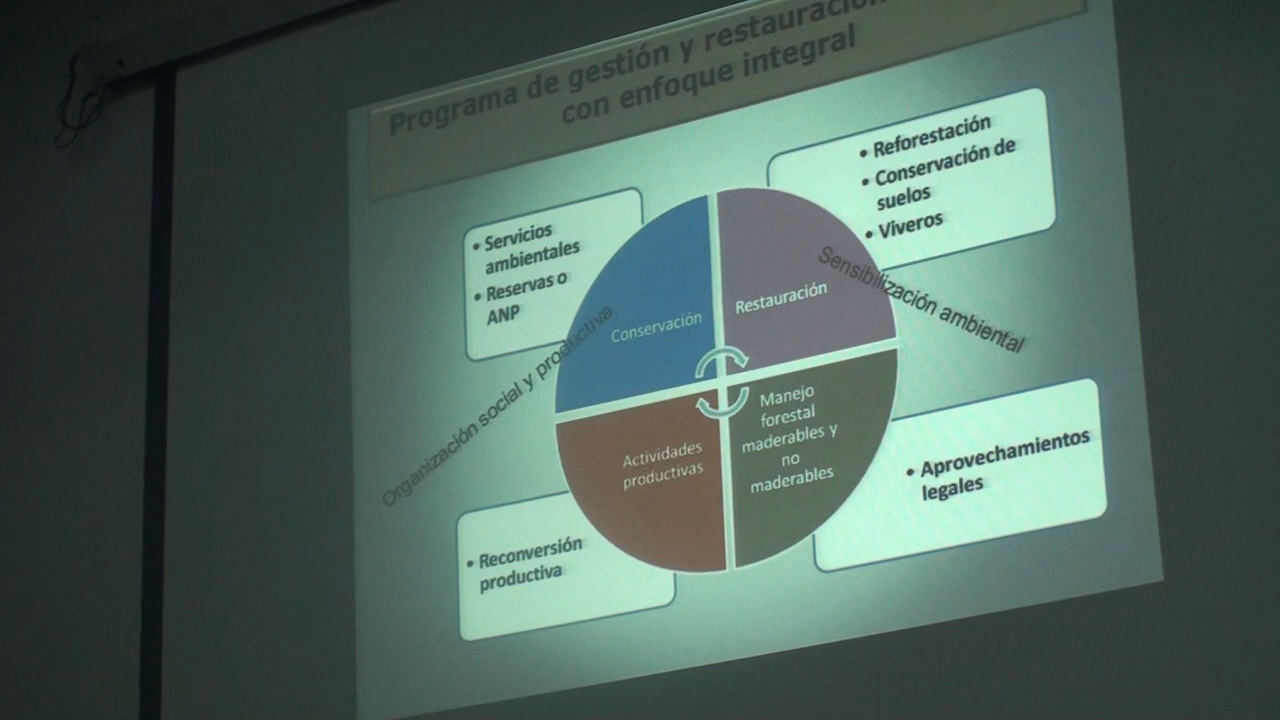 Programa de gestión y restauración
con enfoque integral
• Servicios
ambientales
• Reservas o
ANP
• Reforestación
• Conservación de
suelos
• Viveros
Conservación
Restauración
Organización social y productiva
Sensibilización ambiental
Actividades
productivas
Manejo
forestal
maderables y
no
maderables
• Reconversión
productiva
• Aprovechamientos
legales